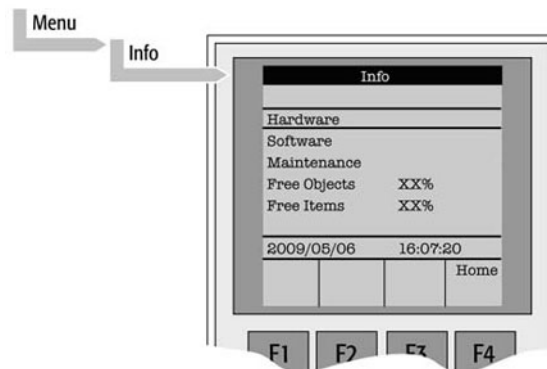 Menu
Info
Info
Hardware
Software
Maintenance
Free Objects XX%
Free Items XX%
2009/05/06 16:07:20
Home
F1 F2 F3 F4